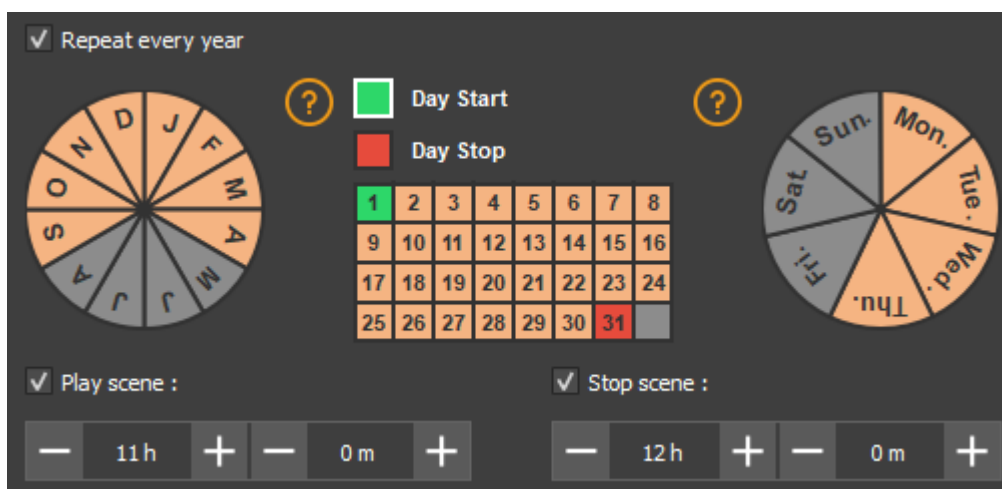 Repeat every year
J
F
M
A
M
J
J
A
S
O
N
D
?
Day Start
Day Stop
1 2 3 4 5 6 7 8
9 10 11 12 13 14 15 16
17 18 19 20 21 22 23 24
25 26 27 28 29 30 31
?
Mon.
Tue.
Wed.
Thu.
Fri.
Sat
Sun.
Play scene :
Stop scene :
11 h
0 m
12 h
0 m